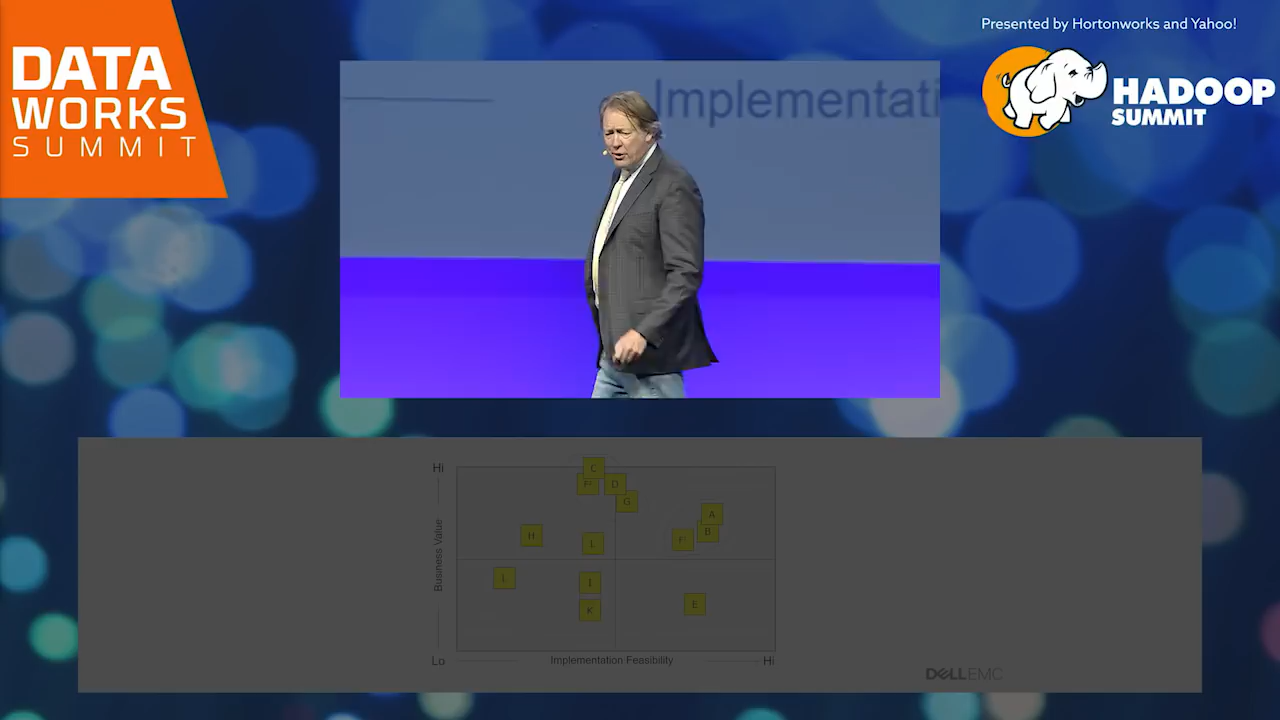 Presented by Hortonworks and Yahoo!
DATA
WORKS
SUMMIT
HADOOP
SUMMIT
Implementati
Hi
C
D
G
A
B
H
L
F
I
K
E
Business Value
Lo
Implementation Feasibility
Hi
DELLEMC